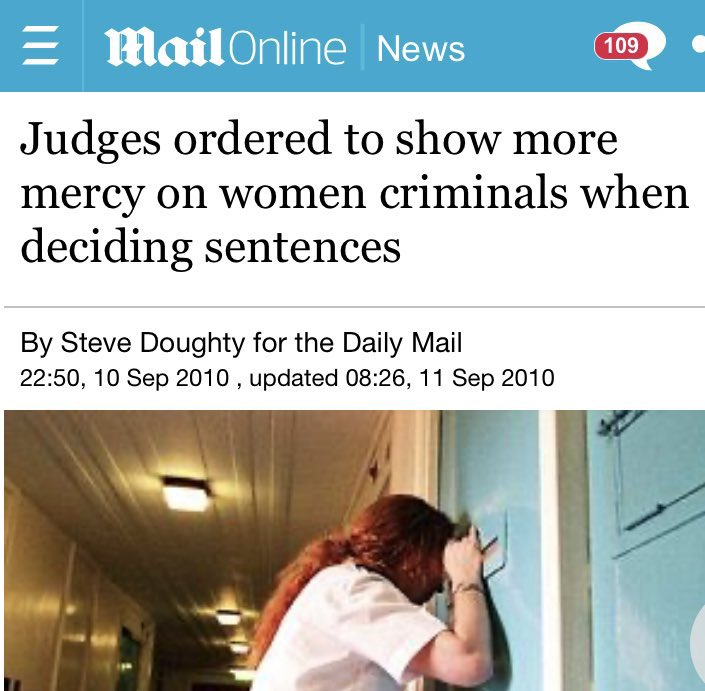 Mail Online News
109
Judges ordered to show more
mercy on women criminals when
deciding sentences
By Steve Doughty for the Daily Mail
22:50, 10 Sep 2010 , updated 08:26, 11 Sep 2010